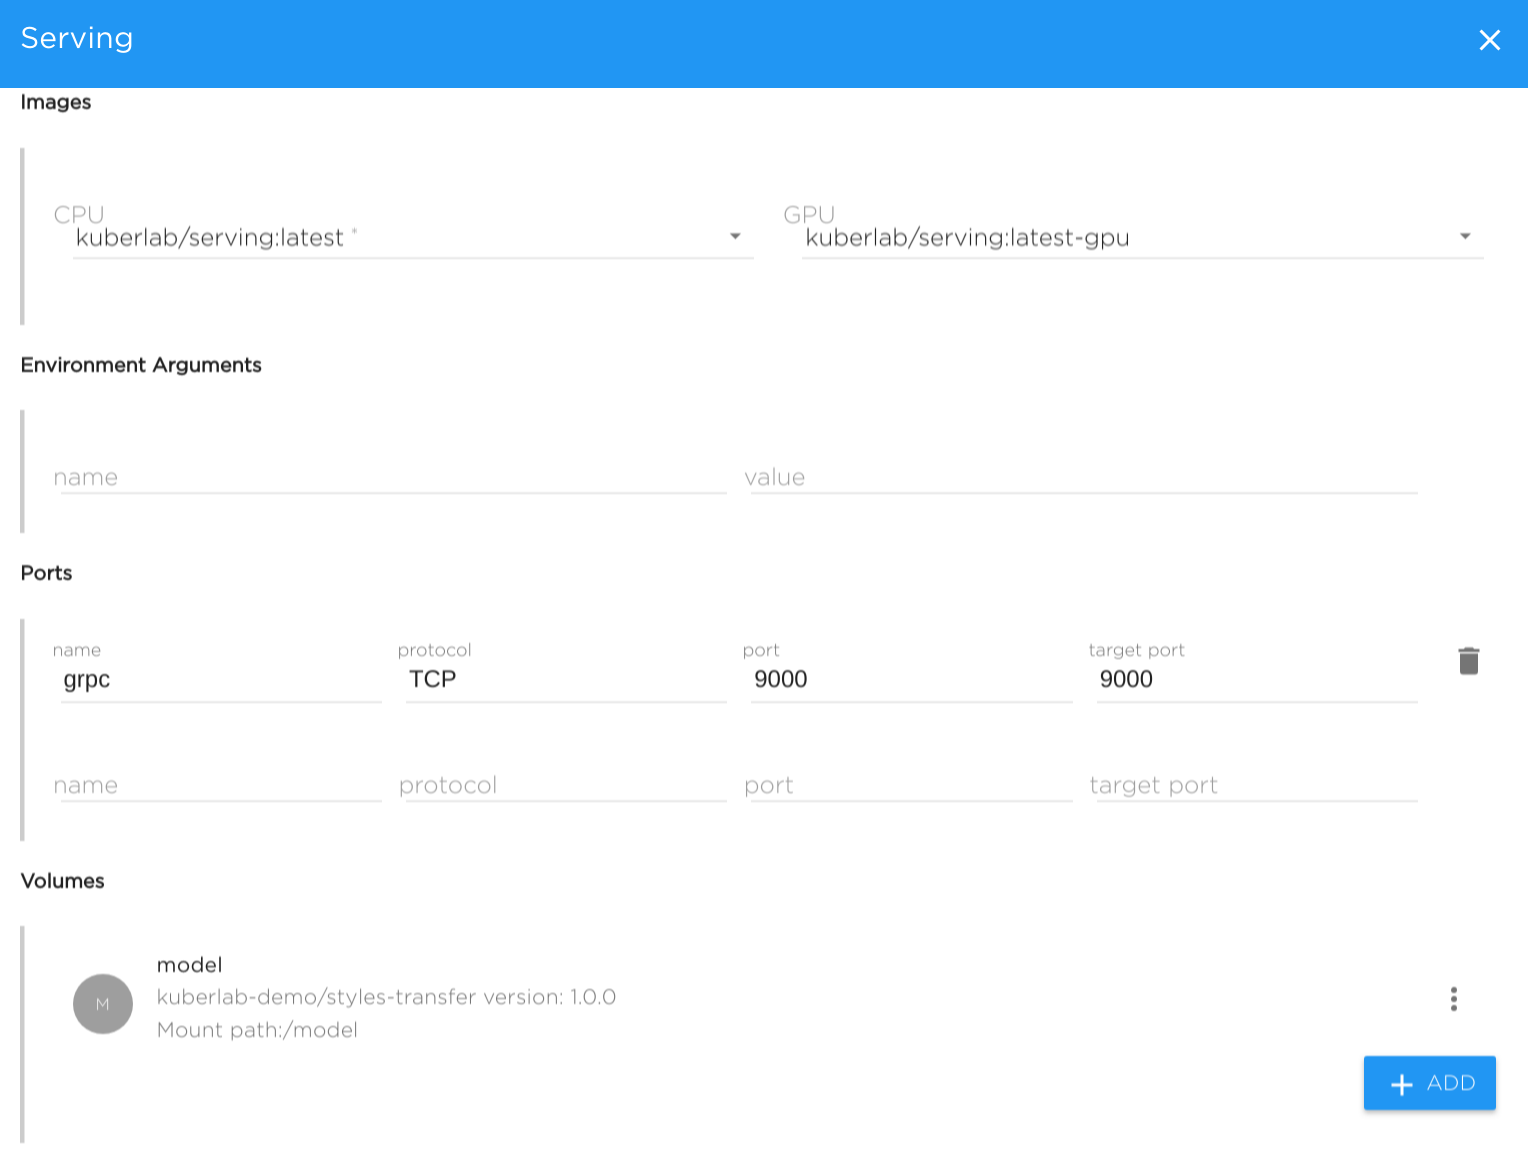 Serving
Images
CPU GPU
kuberlab/serving:latest * kuberlab/serving:latest-gpu
Environment Arguments
name value
Ports
name protocol port target port
grpc TCP 9000 9000
name protocol port target port
Volumes
model
M kuberlab-demo/styles-transfer version: 1.0.0
Mount path:/model
+ ADD